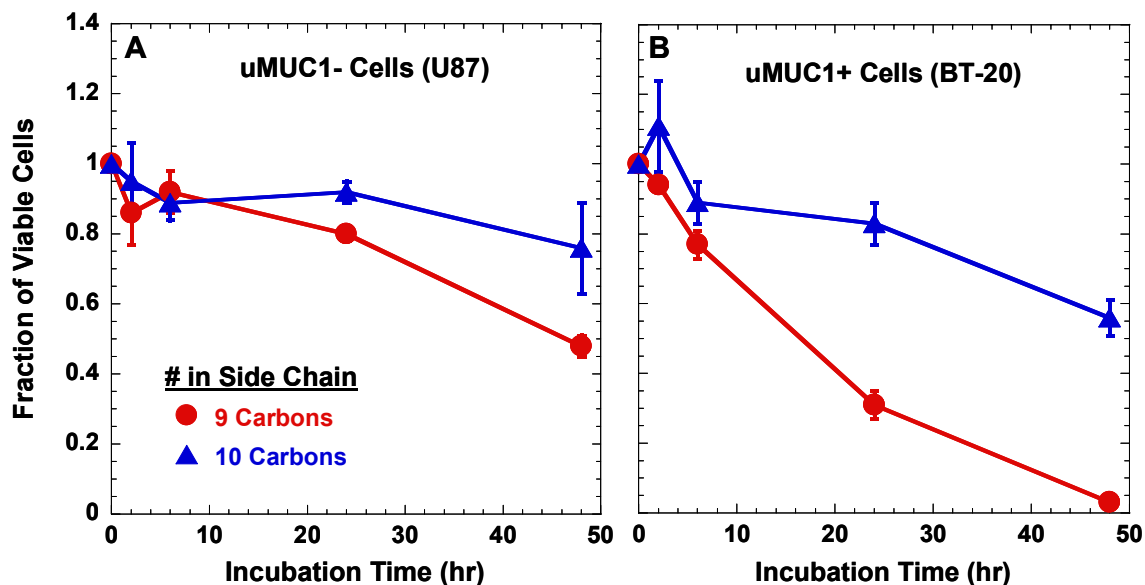 A
uMUC1- Cells (U87)
B
uMUC1+ Cells (BT-20)
Fraction of Viable Cells
1.4
1.2
1
0.8
0.6
0.4
0.2
0
# in Side Chain
9 Carbons
10 Carbons
0 10 20 30 40 50
0 10 20 30 40 50
Incubation Time (hr)
Incubation Time (hr)